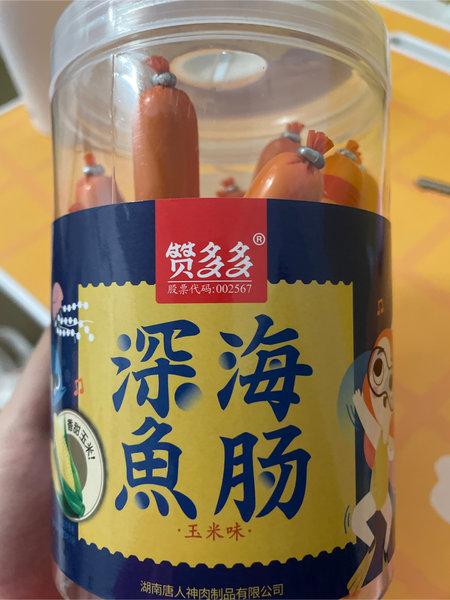 赞多多®
股票代码:002567
深海
魚肠
·玉米味·
香甜玉米!
湖南唐人神肉制品有限公司